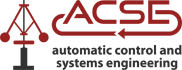 ACSE
automatic control and
systems engineering